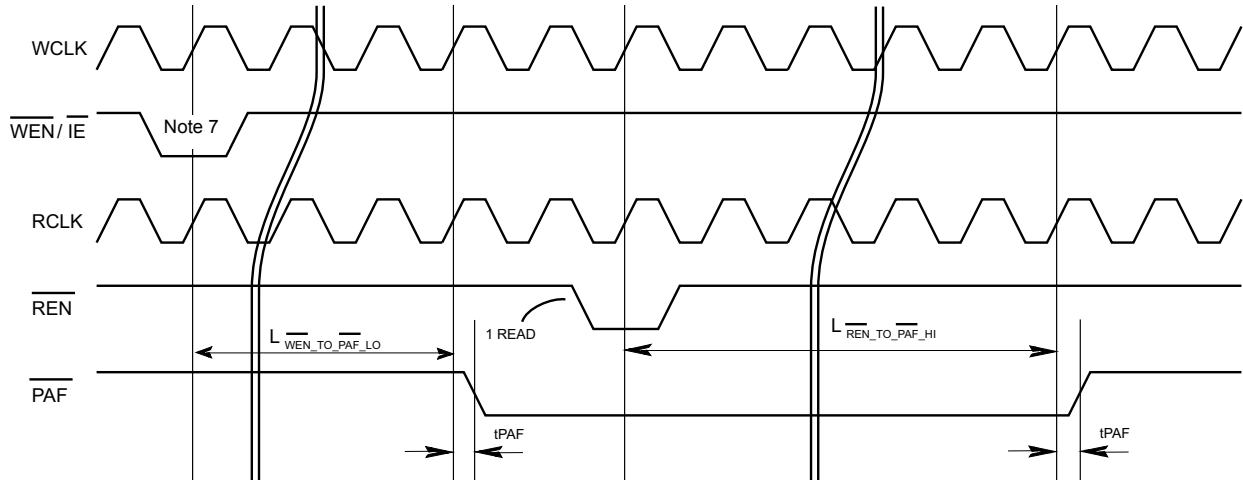 WCLK
WEN/ IE
Note 7
RCLK
REN
1 READ
L WEN_TO_PAF_LO
L REN_TO_PAF_HI
PAF
tPAF
tPAF